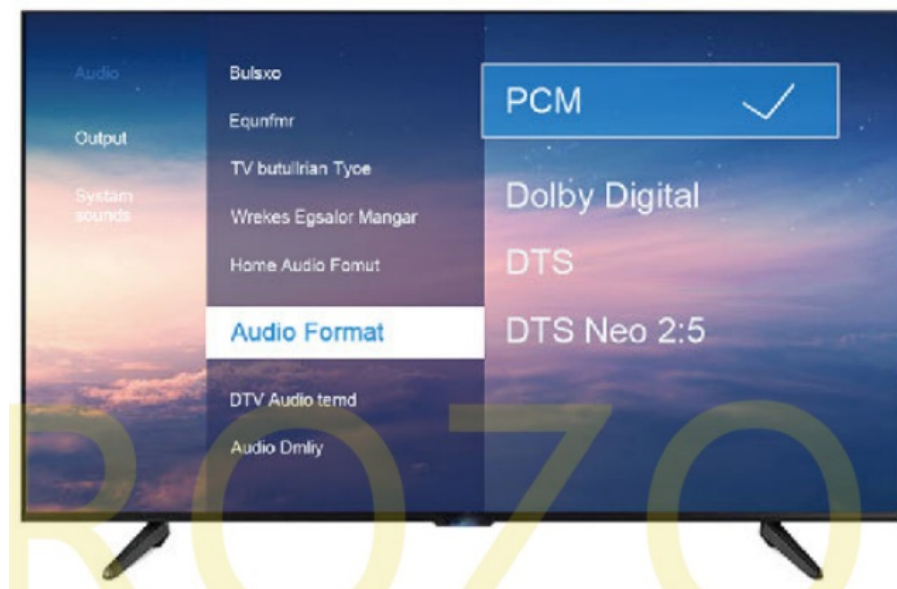 Audio
Output
Systam
sounds
Bulsxo
Equnfmr
TV butullrian Tyoe
Wrekes Egsalor Mangar
Home Audio Fomut
Audio Format
DTV Audio temd
Audio Dmliy
PCM
Dolby Digital
DTS
DTS Neo 2:5
ROZO